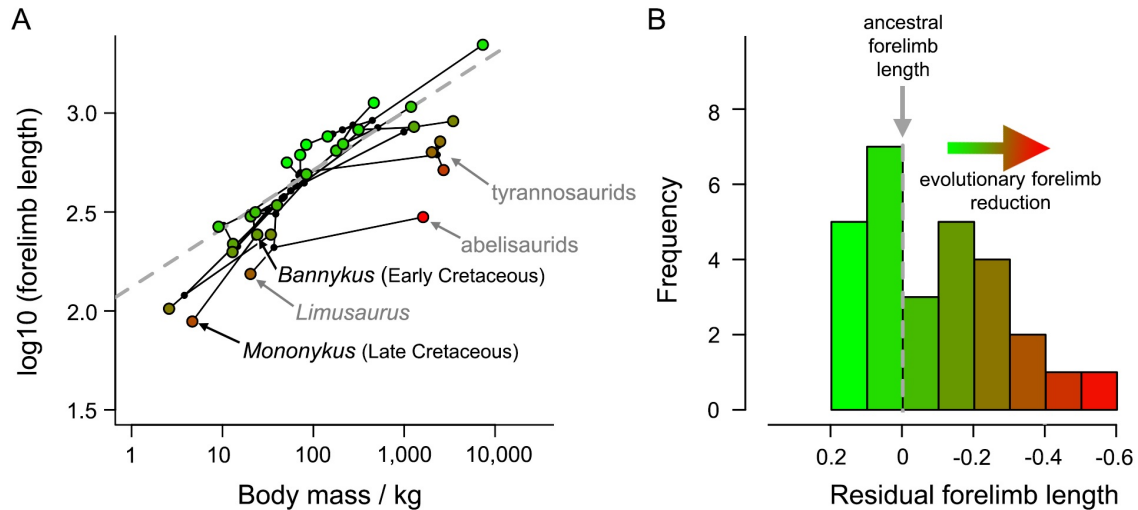 A
log10 (forelimb length)
3.0
2.5
2.0
1.5
1
10
100
1,000
10,000
Body mass / kg
tyrannosaurids
abelisaurids
Bannykus (Early Cretaceous)
Limusaurus
Mononykus (Late Cretaceous)
B
ancestral
forelimb
length
evolutionary forelimb
reduction
Frequency
8
6
4
2
0
0.2
0
-0.2
-0.4
-0.6
Residual forelimb length